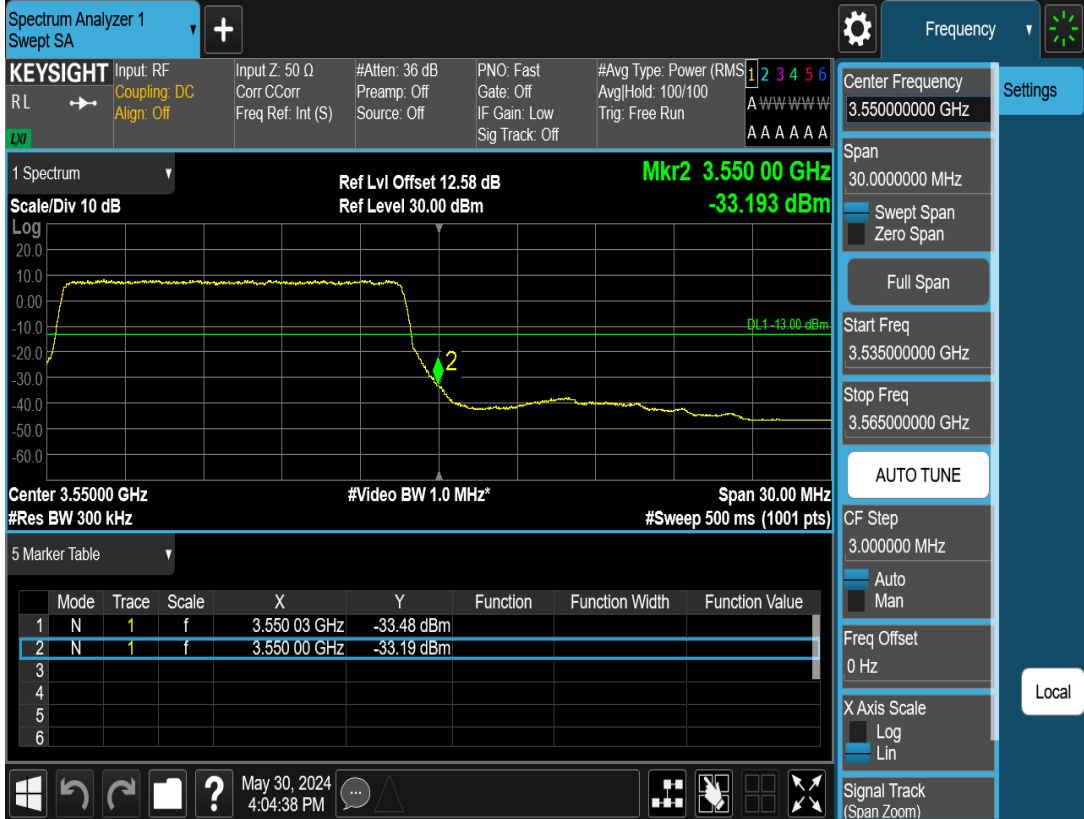 Spectrum Analyzer 1
Swept SA
Frequency
KEYSIGHT
RL
LXI
Input: RF
Coupling: DC
Align: Off
Input Z: 50 Ω
Corr CCorr
Freq Ref: Int (S)
#Atten: 36 dB
Preamp: Off
Source: Off
PNO: Fast
Gate: Off
IF Gain: Low
Sig Track: Off
#Avg Type: Power (RMS
Avg|Hold: 100/100
Trig: Free Run
1 2 3 4 5 6
A W W W W W
A A A A A A
1 Spectrum
Scale/Div 10 dB
Ref Lvl Offset 12.58 dB
Ref Level 30.00 dBm
Mkr2 3.550 00 GHz
-33.193 dBm
Log
20.0
10.0
0.00
-10.0
-20.0
-30.0
-40.0
-50.0
-60.0
DL1 -13.00 dBm
2
Center 3.55000 GHz
#Video BW 1.0 MHz*
Span 30.00 MHz
#Res BW 300 kHz
#Sweep 500 ms (1001 pts)
5 Marker Table
Mode Trace Scale X Y Function Function Width Function Value
1 N 1 f 3.550 03 GHz -33.48 dBm
2 N 1 f 3.550 00 GHz -33.19 dBm
3
4
5
6
May 30, 2024
4:04:38 PM
Center Frequency
3.550000000 GHz
Settings
Span
30.0000000 MHz
Swept Span
Zero Span
Full Span
Start Freq
3.535000000 GHz
Stop Freq
3.565000000 GHz
AUTO TUNE
CF Step
3.000000 MHz
Auto
Man
Freq Offset
0 Hz
Local
X Axis Scale
Log
Lin
Signal Track
(Span Zoom)